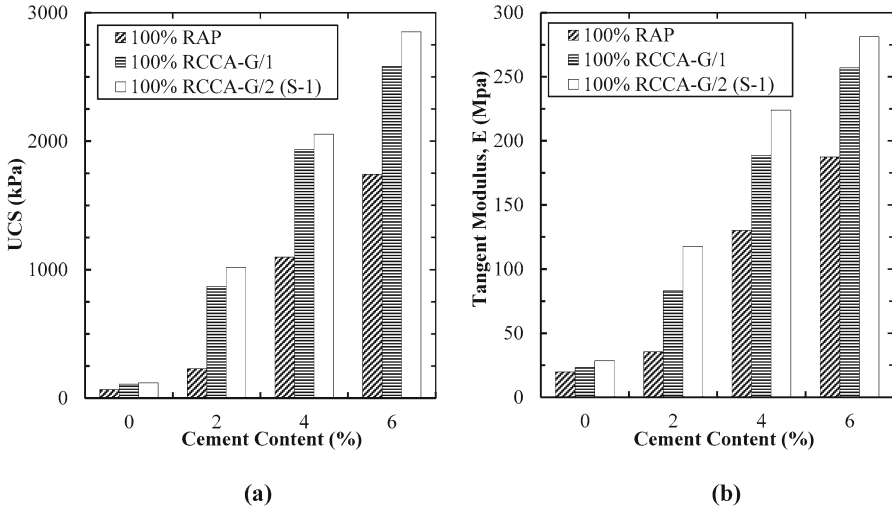 3000
2000
1000
0
UCS (kPa)
100% RAP
100% RCCA-G/1
100% RCCA-G/2 (S-1)
0 2 4 6
Cement Content (%)
(a)
300
250
200
150
100
50
0
Tangent Modulus, E (Mpa)
100% RAP
100% RCCA-G/1
100% RCCA-G/2 (S-1)
0 2 4 6
Cement Content (%)
(b)